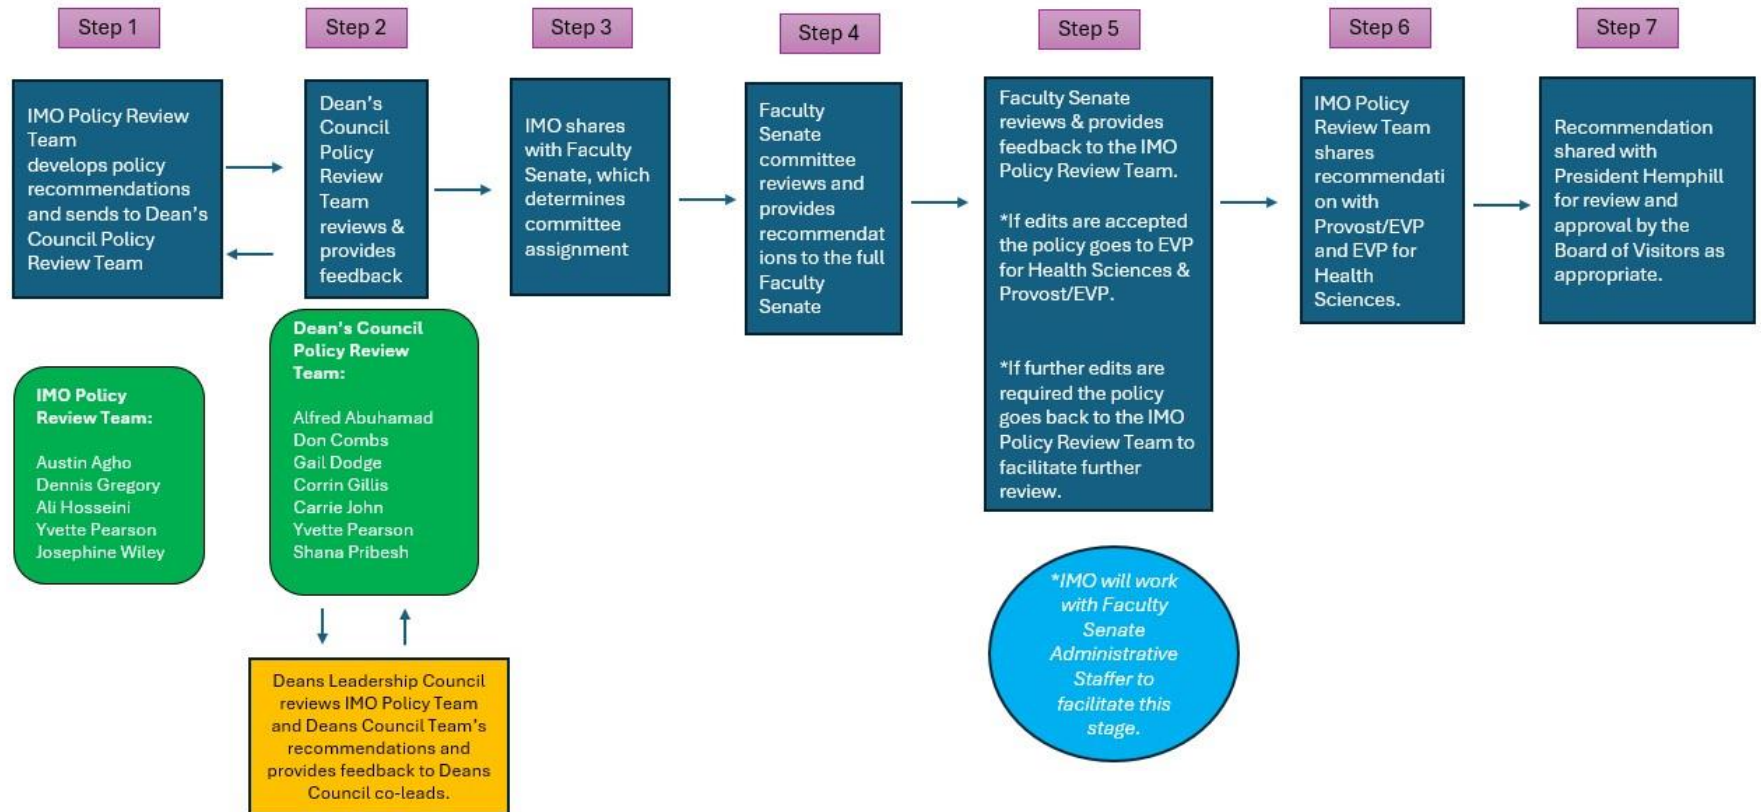 Step 1
Step 2
Step 3
Step 4
Step 5
Step 6
Step 7
IMO Policy Review
Team
develops policy
recommendations
and sends to Dean's
Council Policy
Review Team
Dean's
Council
Policy
Review
Team
reviews &
provides
feedback
IMO shares
with Faculty
Senate, which
determines
committee
assignment
Faculty
Senate
committee
reviews and
provides
recommendat
ions to the full
Faculty
Senate
Faculty Senate
reviews & provides
feedback to the IMO
Policy Review Team.
*If edits are accepted
the policy goes to EVP
for Health Sciences &
Provost/EVP.
*If further edits are
required the policy
goes back to the IMO
Policy Review Team to
facilitate further
review.
IMO Policy
Review Team
shares
recommendati
on with
Provost/EVP
and EVP for
Health
Sciences.
Recommendation
shared with
President Hemphill
for review and
approval by the
Board of Visitors as
appropriate.
IMO Policy
Review Team:
Austin Agho
Dennis Gregory
Ali Hosseini
Yvette Pearson
Josephine Wiley
Dean's Council
Policy Review
Team:
Alfred Abuhamad
Don Combs
Gail Dodge
Corrin Gillis
Carrie John
Yvette Pearson
Shana Pribesh
Deans Leadership Council
reviews IMO Policy Team
and Deans Council Team's
recommendations and
provides feedback to Deans
Council co-leads.
*IMO will work
with Faculty
Senate
Administrative
Staffer to
facilitate this
stage.